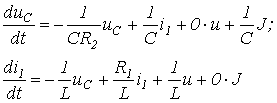 du_C/dt = - 1/(CR_2) u_C + 1/C i_1 + 0·u + 1/C J;
di_1/dt = - 1/L u_C + R_1/L i_1 + 1/L u + 0·J